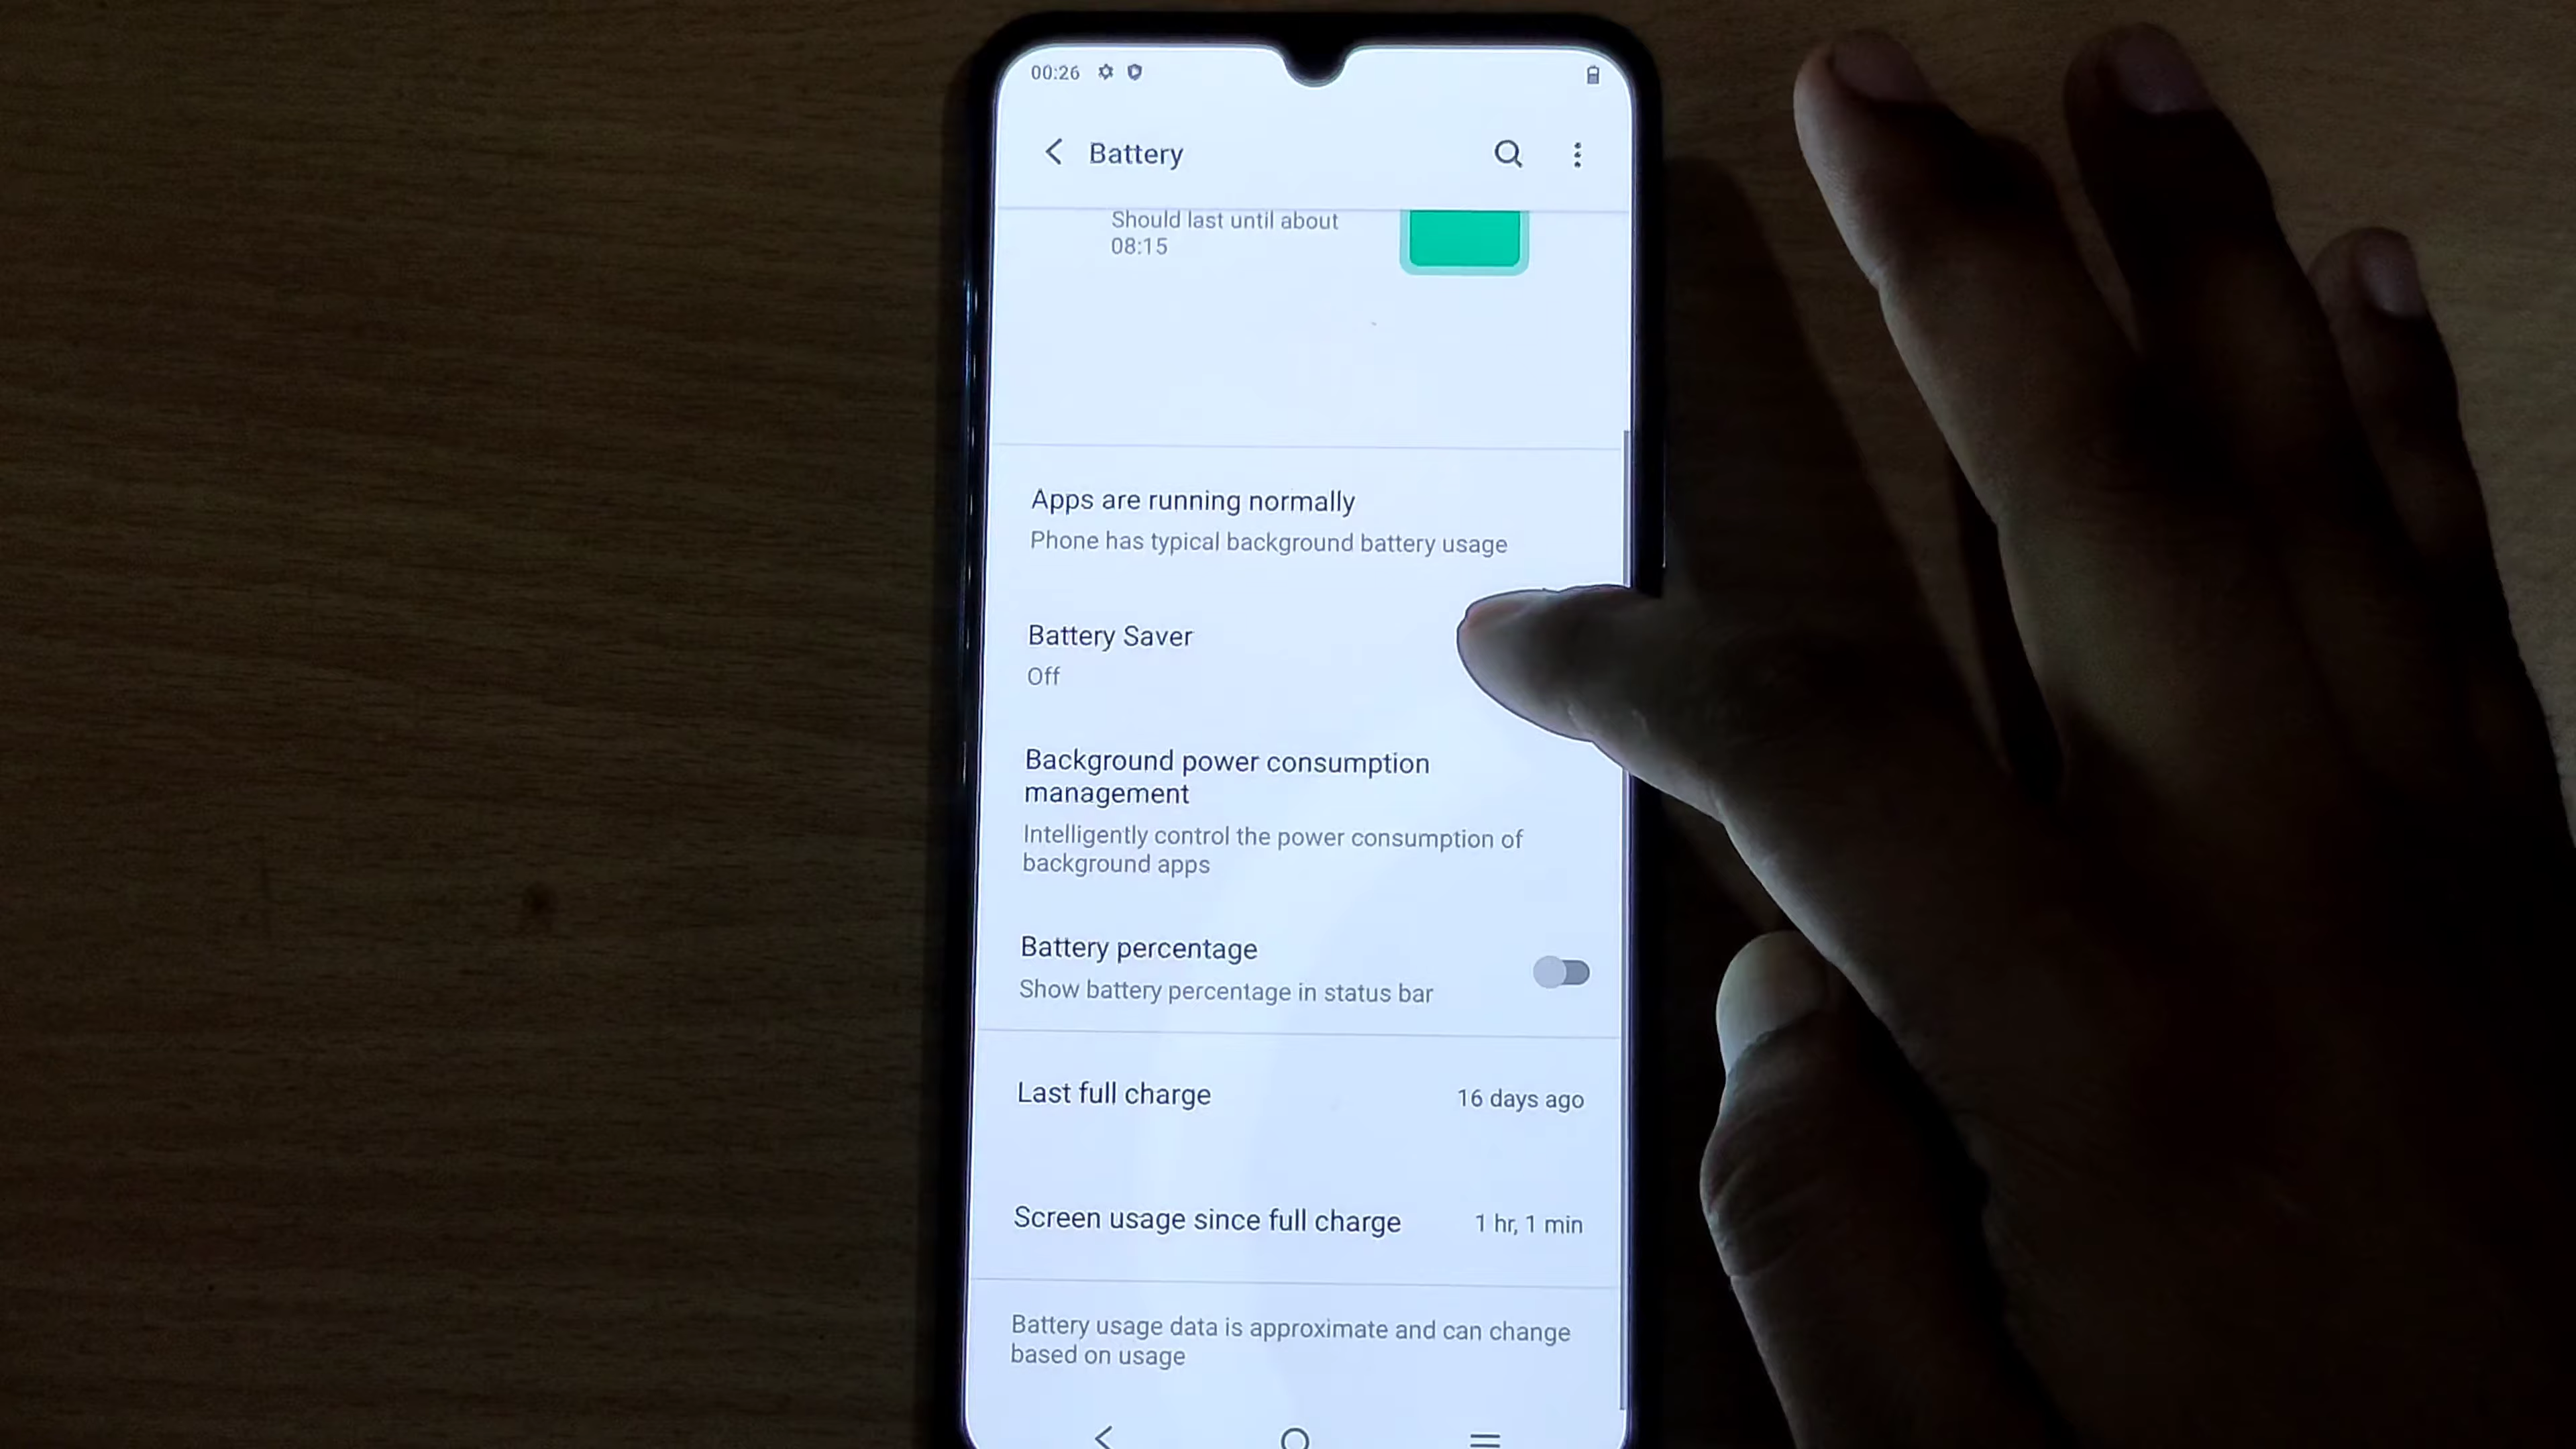 00:26
Battery
Should last until about
08:15
Apps are running normally
Phone has typical background battery usage
Battery Saver
Off
Background power consumption
management
Intelligently control the power consumption of
background apps
Battery percentage
Show battery percentage in status bar
Last full charge 16 days ago
Screen usage since full charge 1 hr, 1 min
Battery usage data is approximate and can change
based on usage